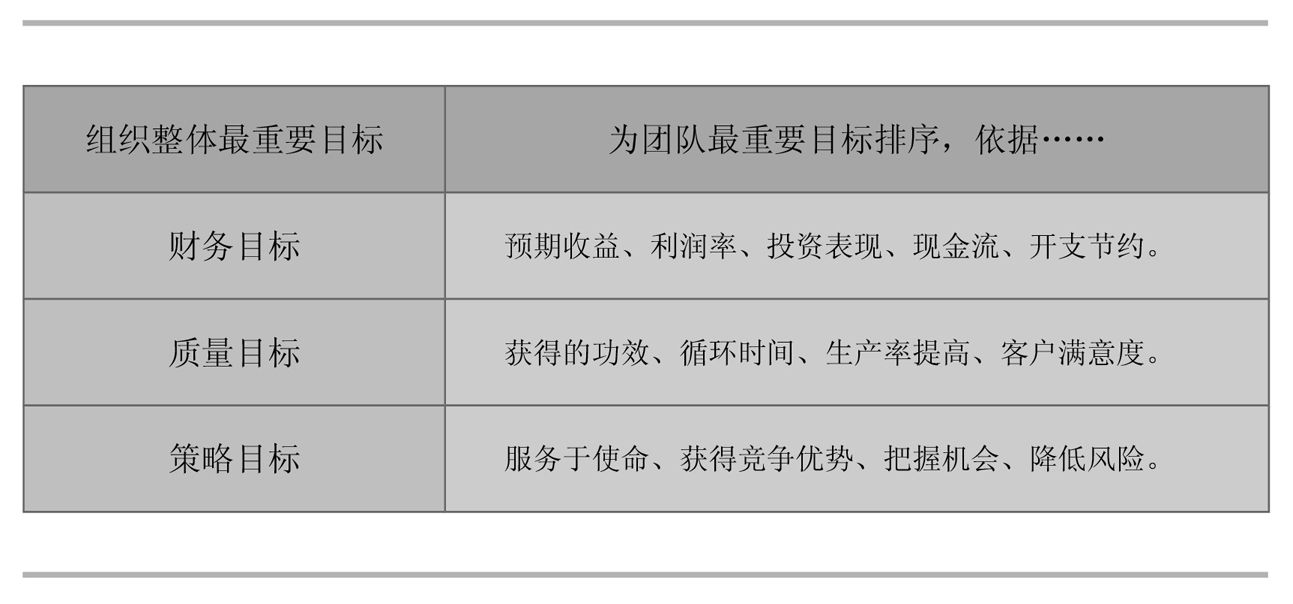 组织整体最重要目标
为团队最重要目标排序，依据……
财务目标
预期收益、利润率、投资表现、现金流、开支节约。
质量目标
获得的功效、循环时间、生产率提高、客户满意度。
策略目标
服务于使命、获得竞争优势、把握机会、降低风险。